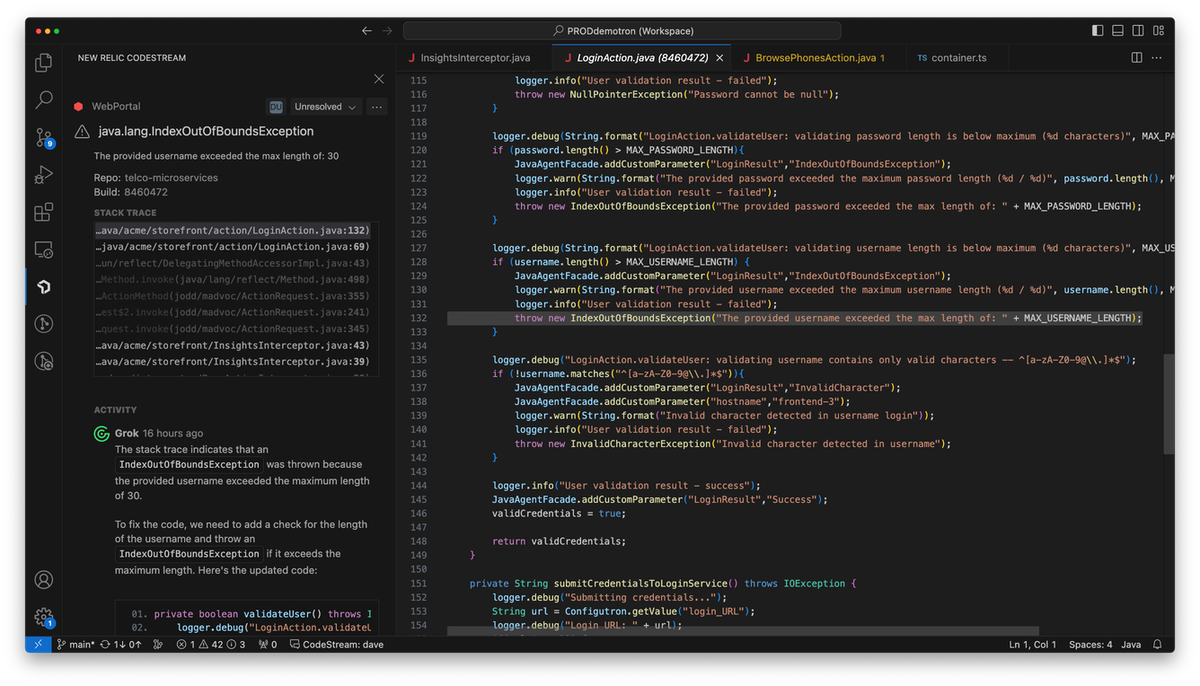 PRODdemotron (Workspace)
NEW RELIC CODESTREAM
WebPortal DU Unresolved
java.lang.IndexOutOfBoundsException
The provided username exceeded the max length of: 30
Repo: telco-microservices
Build: 8460472
STACK TRACE
…ava/acme/storefront/action/LoginAction.java:132)
…java/acme/storefront/action/LoginAction.java:69)
…un/reflect/DelegatingMethodAccessorImpl.java:43)
…Method.invoke(java/lang/reflect/Method.java:498)
…ActionMethod(jodd/madvoc/ActionRequest.java:355)
…est$2.invoke(jodd/madvoc/ActionRequest.java:241)
…quest.invoke(jodd/madvoc/ActionRequest.java:345)
…ava/acme/storefront/InsightsInterceptor.java:43)
…ava/acme/storefront/InsightsInterceptor.java:39)
ACTIVITY
Grok 16 hours ago
The stack trace indicates that an
IndexOutOfBoundsException was thrown because
the provided username exceeded the maximum length
of 30.
To fix the code, we need to add a check for the length
of the username and throw an
IndexOutOfBoundsException if it exceeds the
maximum length. Here's the updated code:
01. private boolean validateUser() throws I
02. logger.debug("LoginAction.validateU
9
1
J InsightsInterceptor.java
J LoginAction.java (8460472)
J BrowsePhonesAction.java 1
TS container.ts
115 logger.info("User validation result - failed");
116 throw new NullPointerException("Password cannot be null");
117 }
118
119 logger.debug(String.format("LoginAction.validateUser: validating password length is below maximum (%d characters)", MAX_PA
120 if (password.length() > MAX_PASSWORD_LENGTH){
121 JavaAgentFacade.addCustomParameter("LoginResult","IndexOutOfBoundsException");
122 logger.warn(String.format("The provided password exceeded the maximum password length (%d / %d)", password.length(), M
123 logger.info("User validation result - failed");
124 throw new IndexOutOfBoundsException("The provided password exceeded the max length of: " + MAX_PASSWORD_LENGTH);
125 }
126
127 logger.debug(String.format("LoginAction.validateUser: validating username length is below maximum (%d characters)", MAX_US
128 if (username.length() > MAX_USERNAME_LENGTH) {
129 JavaAgentFacade.addCustomParameter("LoginResult","IndexOutOfBoundsException");
130 logger.warn(String.format("The provided username exceeded the maximum username length (%d / %d)", username.length(), M
131 logger.info("User validation result - failed");
132 throw new IndexOutOfBoundsException("The provided username exceeded the max length of: " + MAX_USERNAME_LENGTH);
133 }
134
135 logger.debug("LoginAction.validateUser: validating username contains only valid characters -- ^[a-zA-Z0-9@\\.]*$");
136 if (!username.matches("^[a-zA-Z0-9@\\.]*$")){
137 JavaAgentFacade.addCustomParameter("LoginResult","InvalidCharacter");
138 JavaAgentFacade.addCustomParameter("hostname","frontend-3");
139 logger.warn(String.format("Invalid character detected in username login"));
140 logger.info("User validation result - failed");
141 throw new InvalidCharacterException("Invalid character detected in username");
142 }
143
144 logger.info("User validation result - success");
145 JavaAgentFacade.addCustomParameter("LoginResult","Success");
146 validCredentials = true;
147
148 return validCredentials;
149 }
150
151 private String submitCredentialsToLoginService() throws IOException {
152 logger.debug("Submitting credentials...");
153 String url = Configutron.getValue("login_URL");
154 logger.debug("Login URL: " + url);
main* 1↓ 0↑ 1 42 3 0 CodeStream: dave
Ln 1, Col 1 Spaces: 4 Java